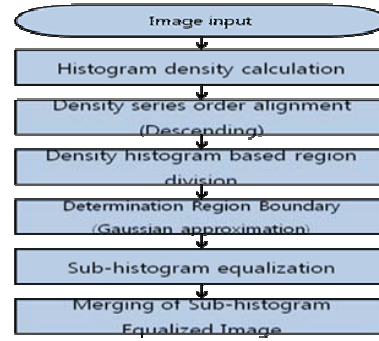 Image input
Histogram density calculation
Density series order alignment
(Descending)
Density histogram based region
division
Determination Region Boundary
(Gaussian approximation)
Sub-histogram equalization
Merging of Sub-histogram
Equalized Image